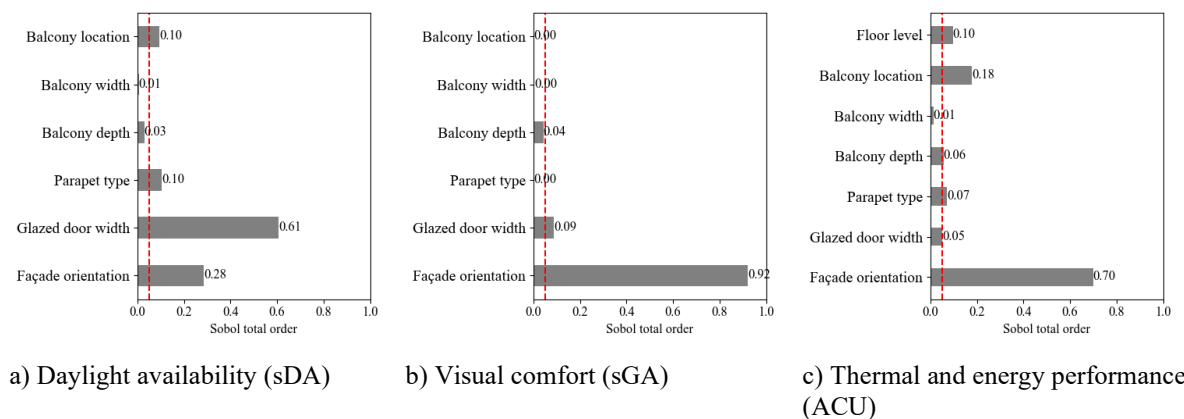 Balcony location
0.10
Balcony width
0.01
Balcony depth
0.03
Parapet type
0.10
Glazed door width
0.61
Façade orientation
0.28
0.0 0.2 0.4 0.6 0.8 1.0
Sobol total order
a) Daylight availability (sDA)
Balcony location
0.00
Balcony width
0.00
Balcony depth
0.04
Parapet type
0.00
Glazed door width
0.09
Façade orientation
0.92
0.0 0.2 0.4 0.6 0.8 1.0
Sobol total order
b) Visual comfort (sGA)
Floor level
0.10
Balcony location
0.18
Balcony width
0.01
Balcony depth
0.06
Parapet type
0.07
Glazed door width
0.05
Façade orientation
0.70
0.0 0.2 0.4 0.6 0.8 1.0
Sobol total order
c) Thermal and energy performance
(ACU)